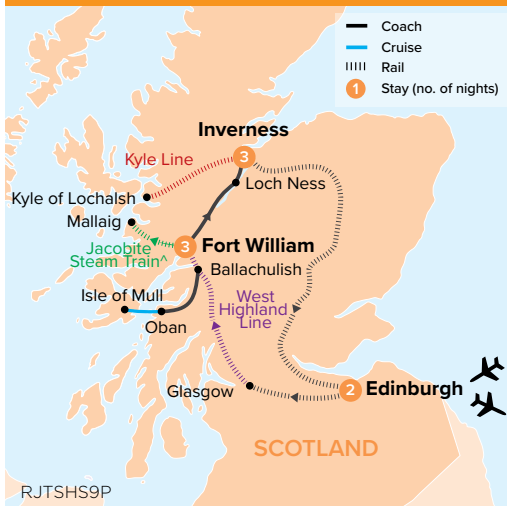 Coach
Cruise
Rail
1 Stay (no. of nights)
Inverness
3
Kyle Line
Loch Ness
Kyle of Lochalsh
Mallaig
3 Fort William
Jacobite
Steam Train^
Ballachulish
Isle of Mull
West
Highland
Line
Oban
Glasgow
2 Edinburgh
SCOTLAND
RJTSHS9P